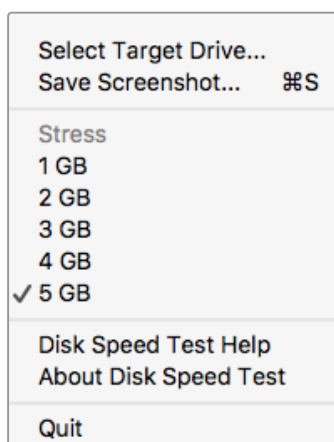 Select Target Drive...
Save Screenshot... ⌘S
Stress
1 GB
2 GB
3 GB
4 GB
✓ 5 GB
Disk Speed Test Help
About Disk Speed Test
Quit